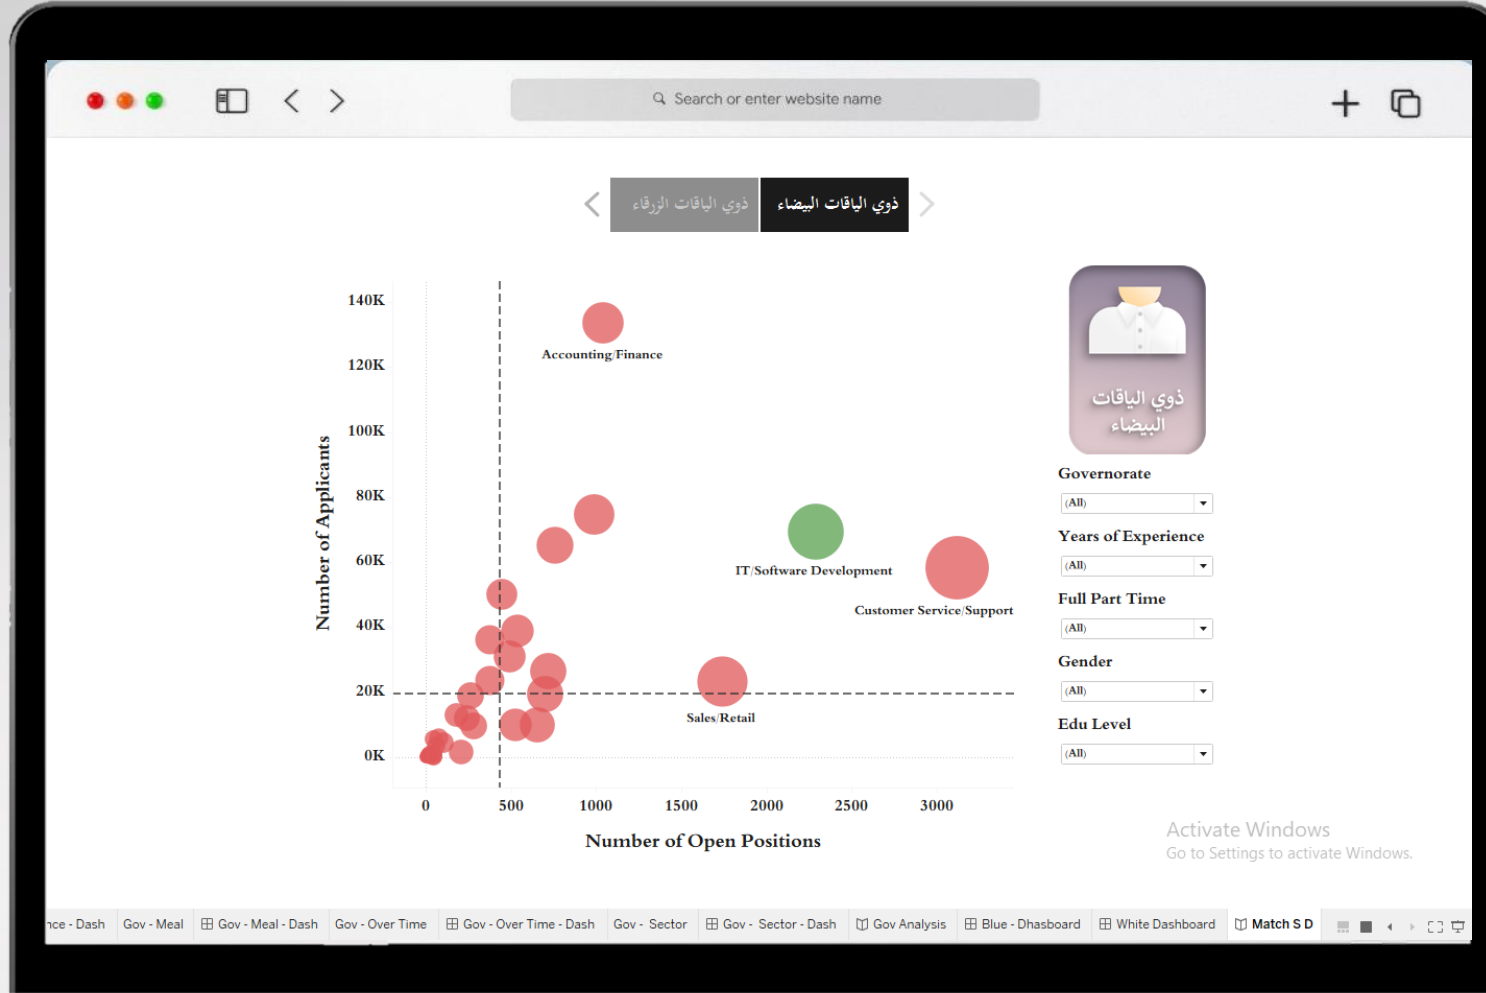 Search or enter website name
ذوي الياقات الزرقاء
ذوي الياقات البيضاء
140K
120K
100K
80K
60K
40K
20K
0K
Number of Applicants
Accounting/Finance
IT/Software Development
Customer Service/Support
Sales/Retail
0 500 1000 1500 2000 2500 3000
Number of Open Positions
ذوي الياقات
البيضاء
Governorate
(All)
Years of Experience
(All)
Full Part Time
(All)
Gender
(All)
Edu Level
(All)
Activate Windows
Go to Settings to activate Windows.
nce - Dash Gov - Meal Gov - Meal - Dash Gov - Over Time Gov - Over Time - Dash Gov - Sector Gov - Sector - Dash Gov Analysis Blue - Dhasboard White Dashboard Match S D